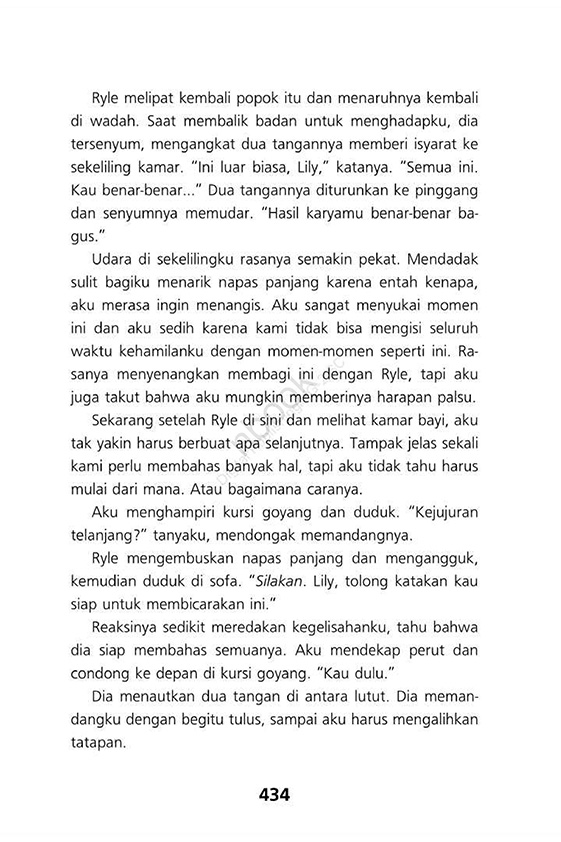 Ryle melipat kembali popok itu dan menaruhnya kembali
di wadah. Saat membalik badan untuk menghadapku, dia
tersenyum, mengangkat dua tangannya memberi isyarat ke
sekeliling kamar. “Ini luar biasa, Lily,” katanya. “Semua ini.
Kau benar-benar...” Dua tangannya diturunkan ke pinggang
dan senyumnya memudar. “Hasil karyamu benar-benar ba-
gus.”
Udara di sekelilingku rasanya semakin pekat. Mendadak
sulit bagiku menarik napas panjang karena entah kenapa,
aku merasa ingin menangis. Aku sangat menyukai momen
ini dan aku sedih karena kami tidak bisa mengisi seluruh
waktu kehamilanku dengan momen-momen seperti ini. Ra-
sanya menyenangkan membagi ini dengan Ryle, tapi aku
juga takut bahwa aku mungkin memberinya harapan palsu.
Sekarang setelah Ryle di sini dan melihat kamar bayi, aku
tak yakin harus berbuat apa selanjutnya. Tampak jelas sekali
kami perlu membahas banyak hal, tapi aku tidak tahu harus
mulai dari mana. Atau bagaimana caranya.
Aku menghampiri kursi goyang dan duduk. “Kejujuran
telanjang?” tanyaku, mendongak memandangnya.
Ryle mengembuskan napas panjang dan mengangguk,
kemudian duduk di sofa. “Silakan. Lily, tolong katakan kau
siap untuk membicarakan ini.”
Reaksinya sedikit meredakan kegelisahanku, tahu bahwa
dia siap membahas semuanya. Aku mendekap perut dan
condong ke depan di kursi goyang. “Kau dulu.”
Dia menautkan dua tangan di antara lutut. Dia meman-
dangku dengan begitu tulus, sampai aku harus mengalihkan
tatapan.
434